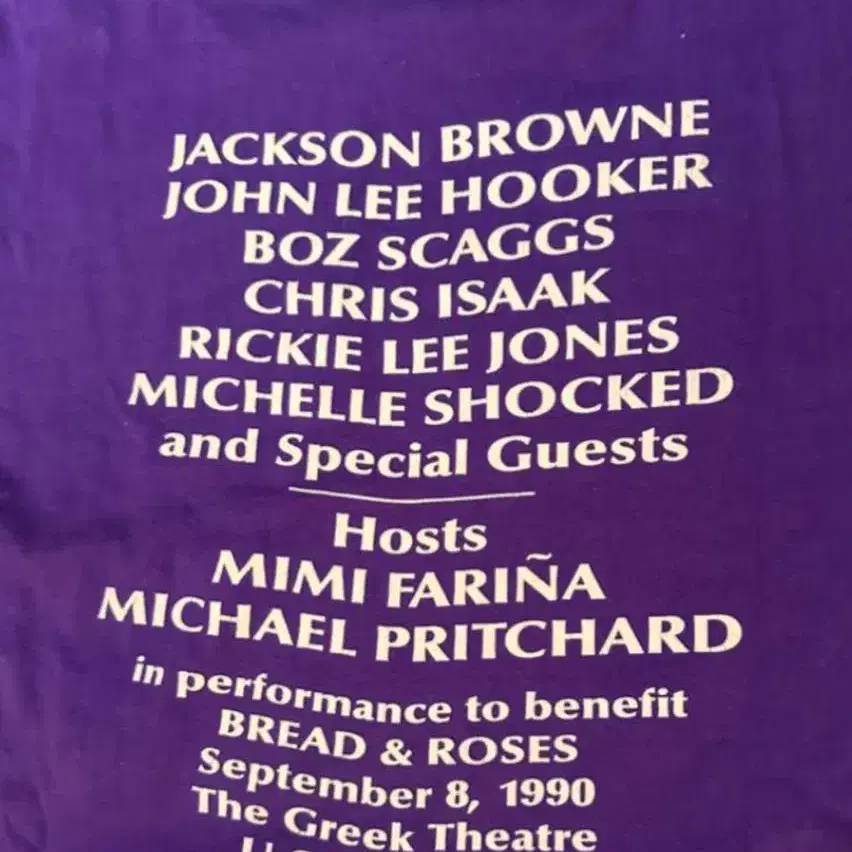 JACKSON BROWNE
JOHN LEE HOOKER
BOZ SCAGGS
CHRIS ISAAK
RICKIE LEE JONES
MICHELLE SHOCKED
and Special Guests
Hosts
MIMI FARIÑA
MICHAEL PRITCHARD
in performance to benefit
BREAD & ROSES
September 8, 1990
The Greek Theatre